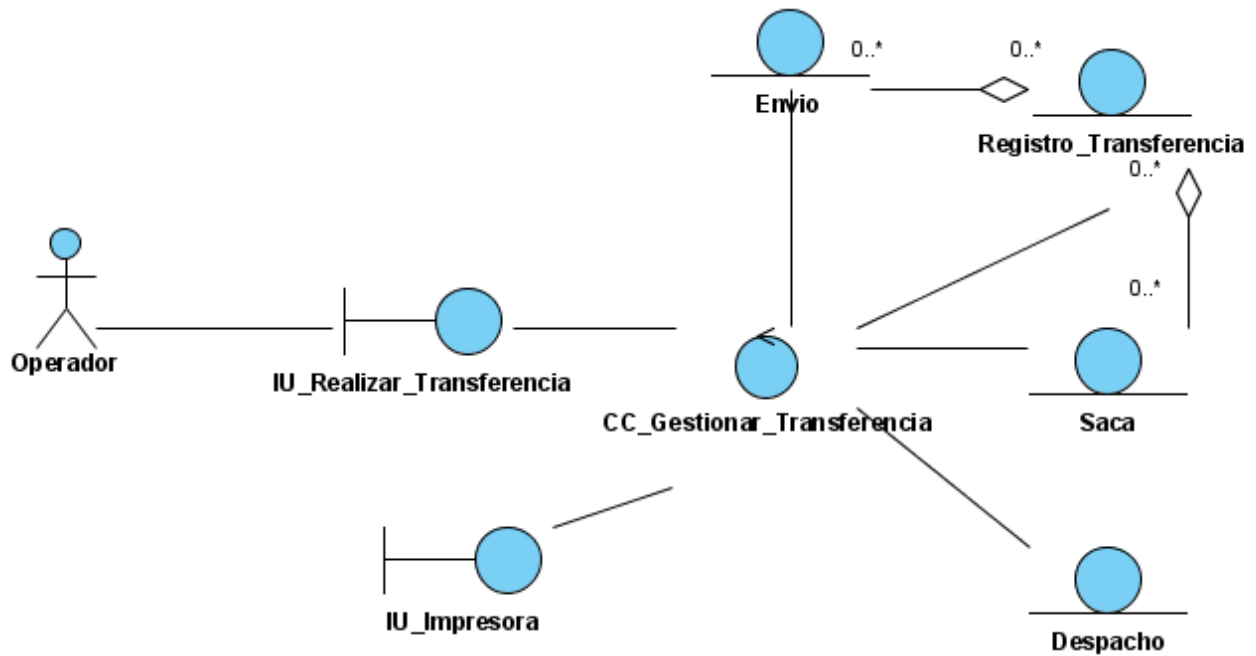 0..*
0..*
Envio
Registro_Transferencia
0..*
0..*
Operador
IU_Realizar_Transferencia
CC_Gestionar_Transferencia
Saca
IU_Impresora
Despacho